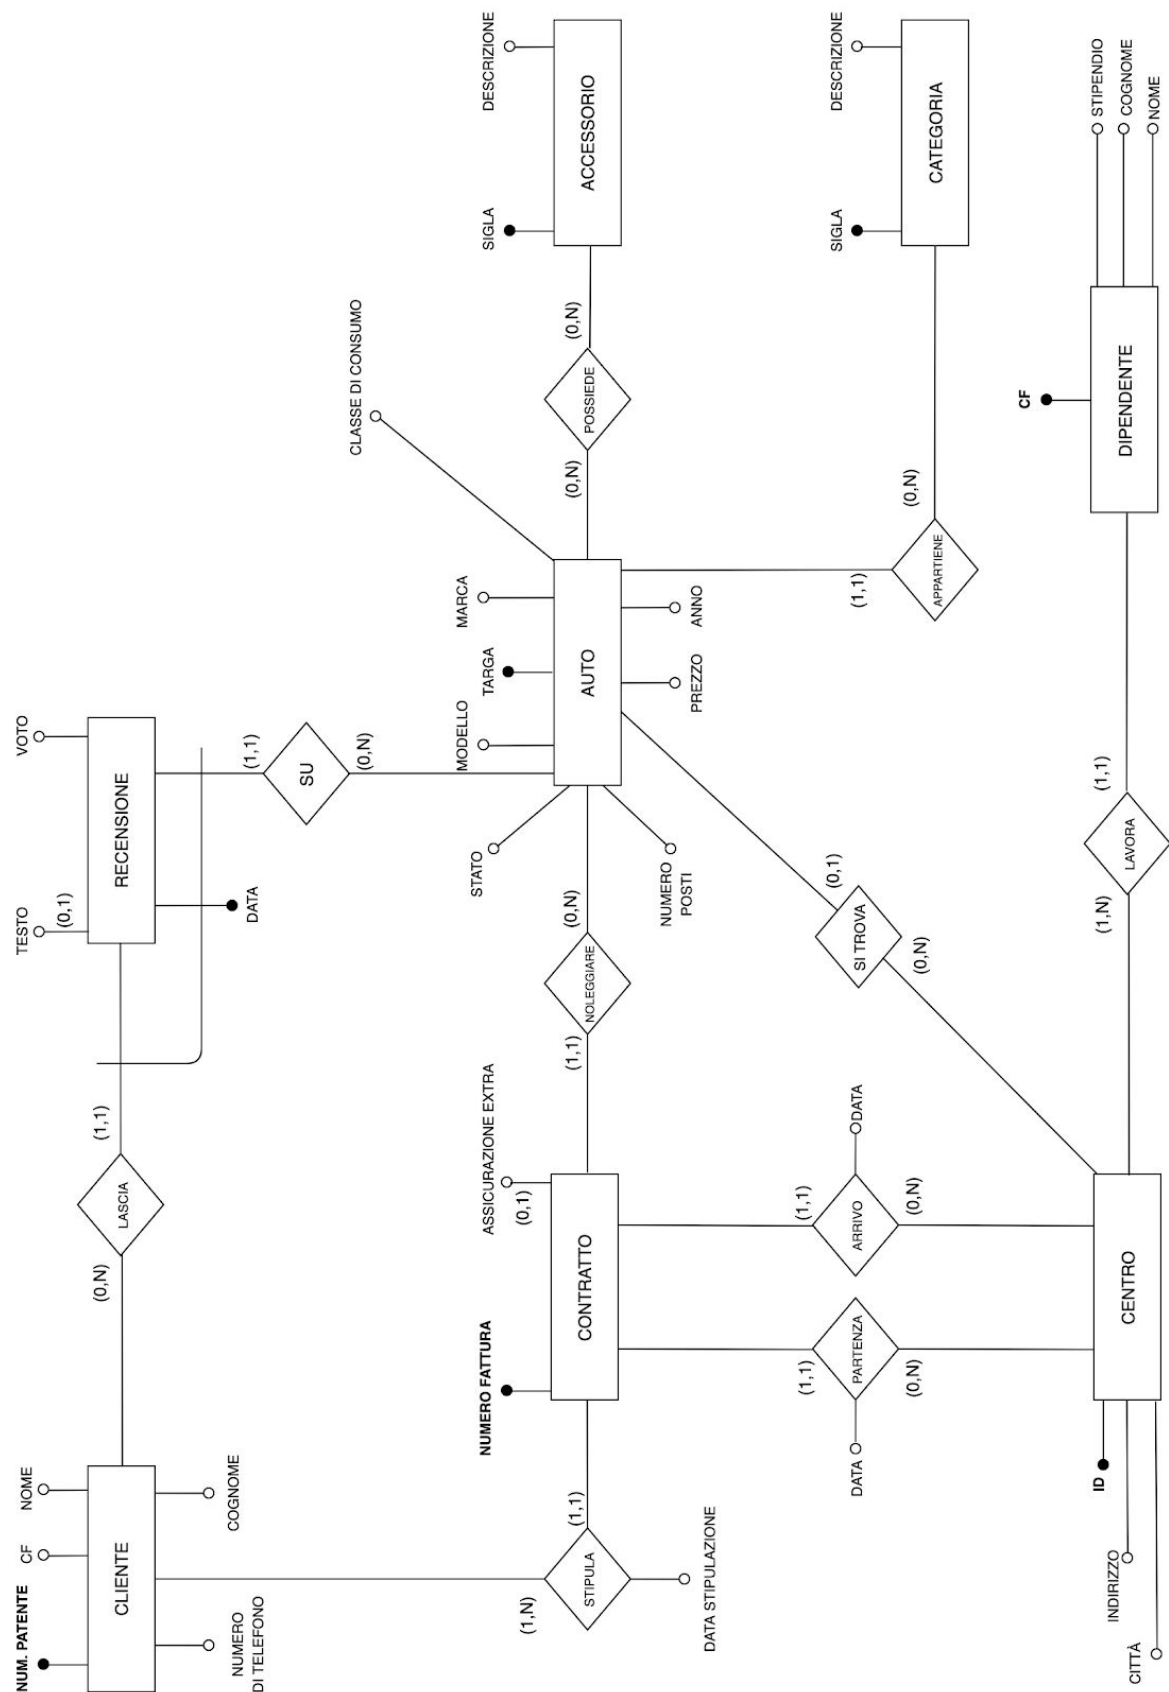 NUM. PATENTE
CF
NOME
CLIENTE
NUMERO
DI TELEFONO
COGNOME
(0,N)
LASCIA
(1,1)
TESTO
(0,1)
VOTO
RECENSIONE
DATA
(1,1)
SU
(0,N)
(1,N)
STIPULA
(1,1)
DATA STIPULAZIONE
NUMERO FATTURA
ASSICURAZIONE EXTRA
(0,1)
CONTRATTO
(1,1)
NOLEGGIARE
(0,N)
STATO
MODELLO
TARGA
MARCA
CLASSE DI CONSUMO
AUTO
NUMERO
POSTI
PREZZO
ANNO
(0,N)
POSSIEDE
(0,N)
SIGLA
DESCRIZIONE
ACCESSORIO
(1,1)
PARTENZA
(0,N)
DATA
(1,1)
ARRIVO
(0,N)
DATA
(0,1)
SI TROVA
(0,N)
(1,1)
APPARTIENE
(0,N)
SIGLA
DESCRIZIONE
CATEGORIA
ID
INDIRIZZO
CITTÀ
CENTRO
(1,N)
LAVORA
(1,1)
CF
DIPENDENTE
STIPENDIO
COGNOME
NOME